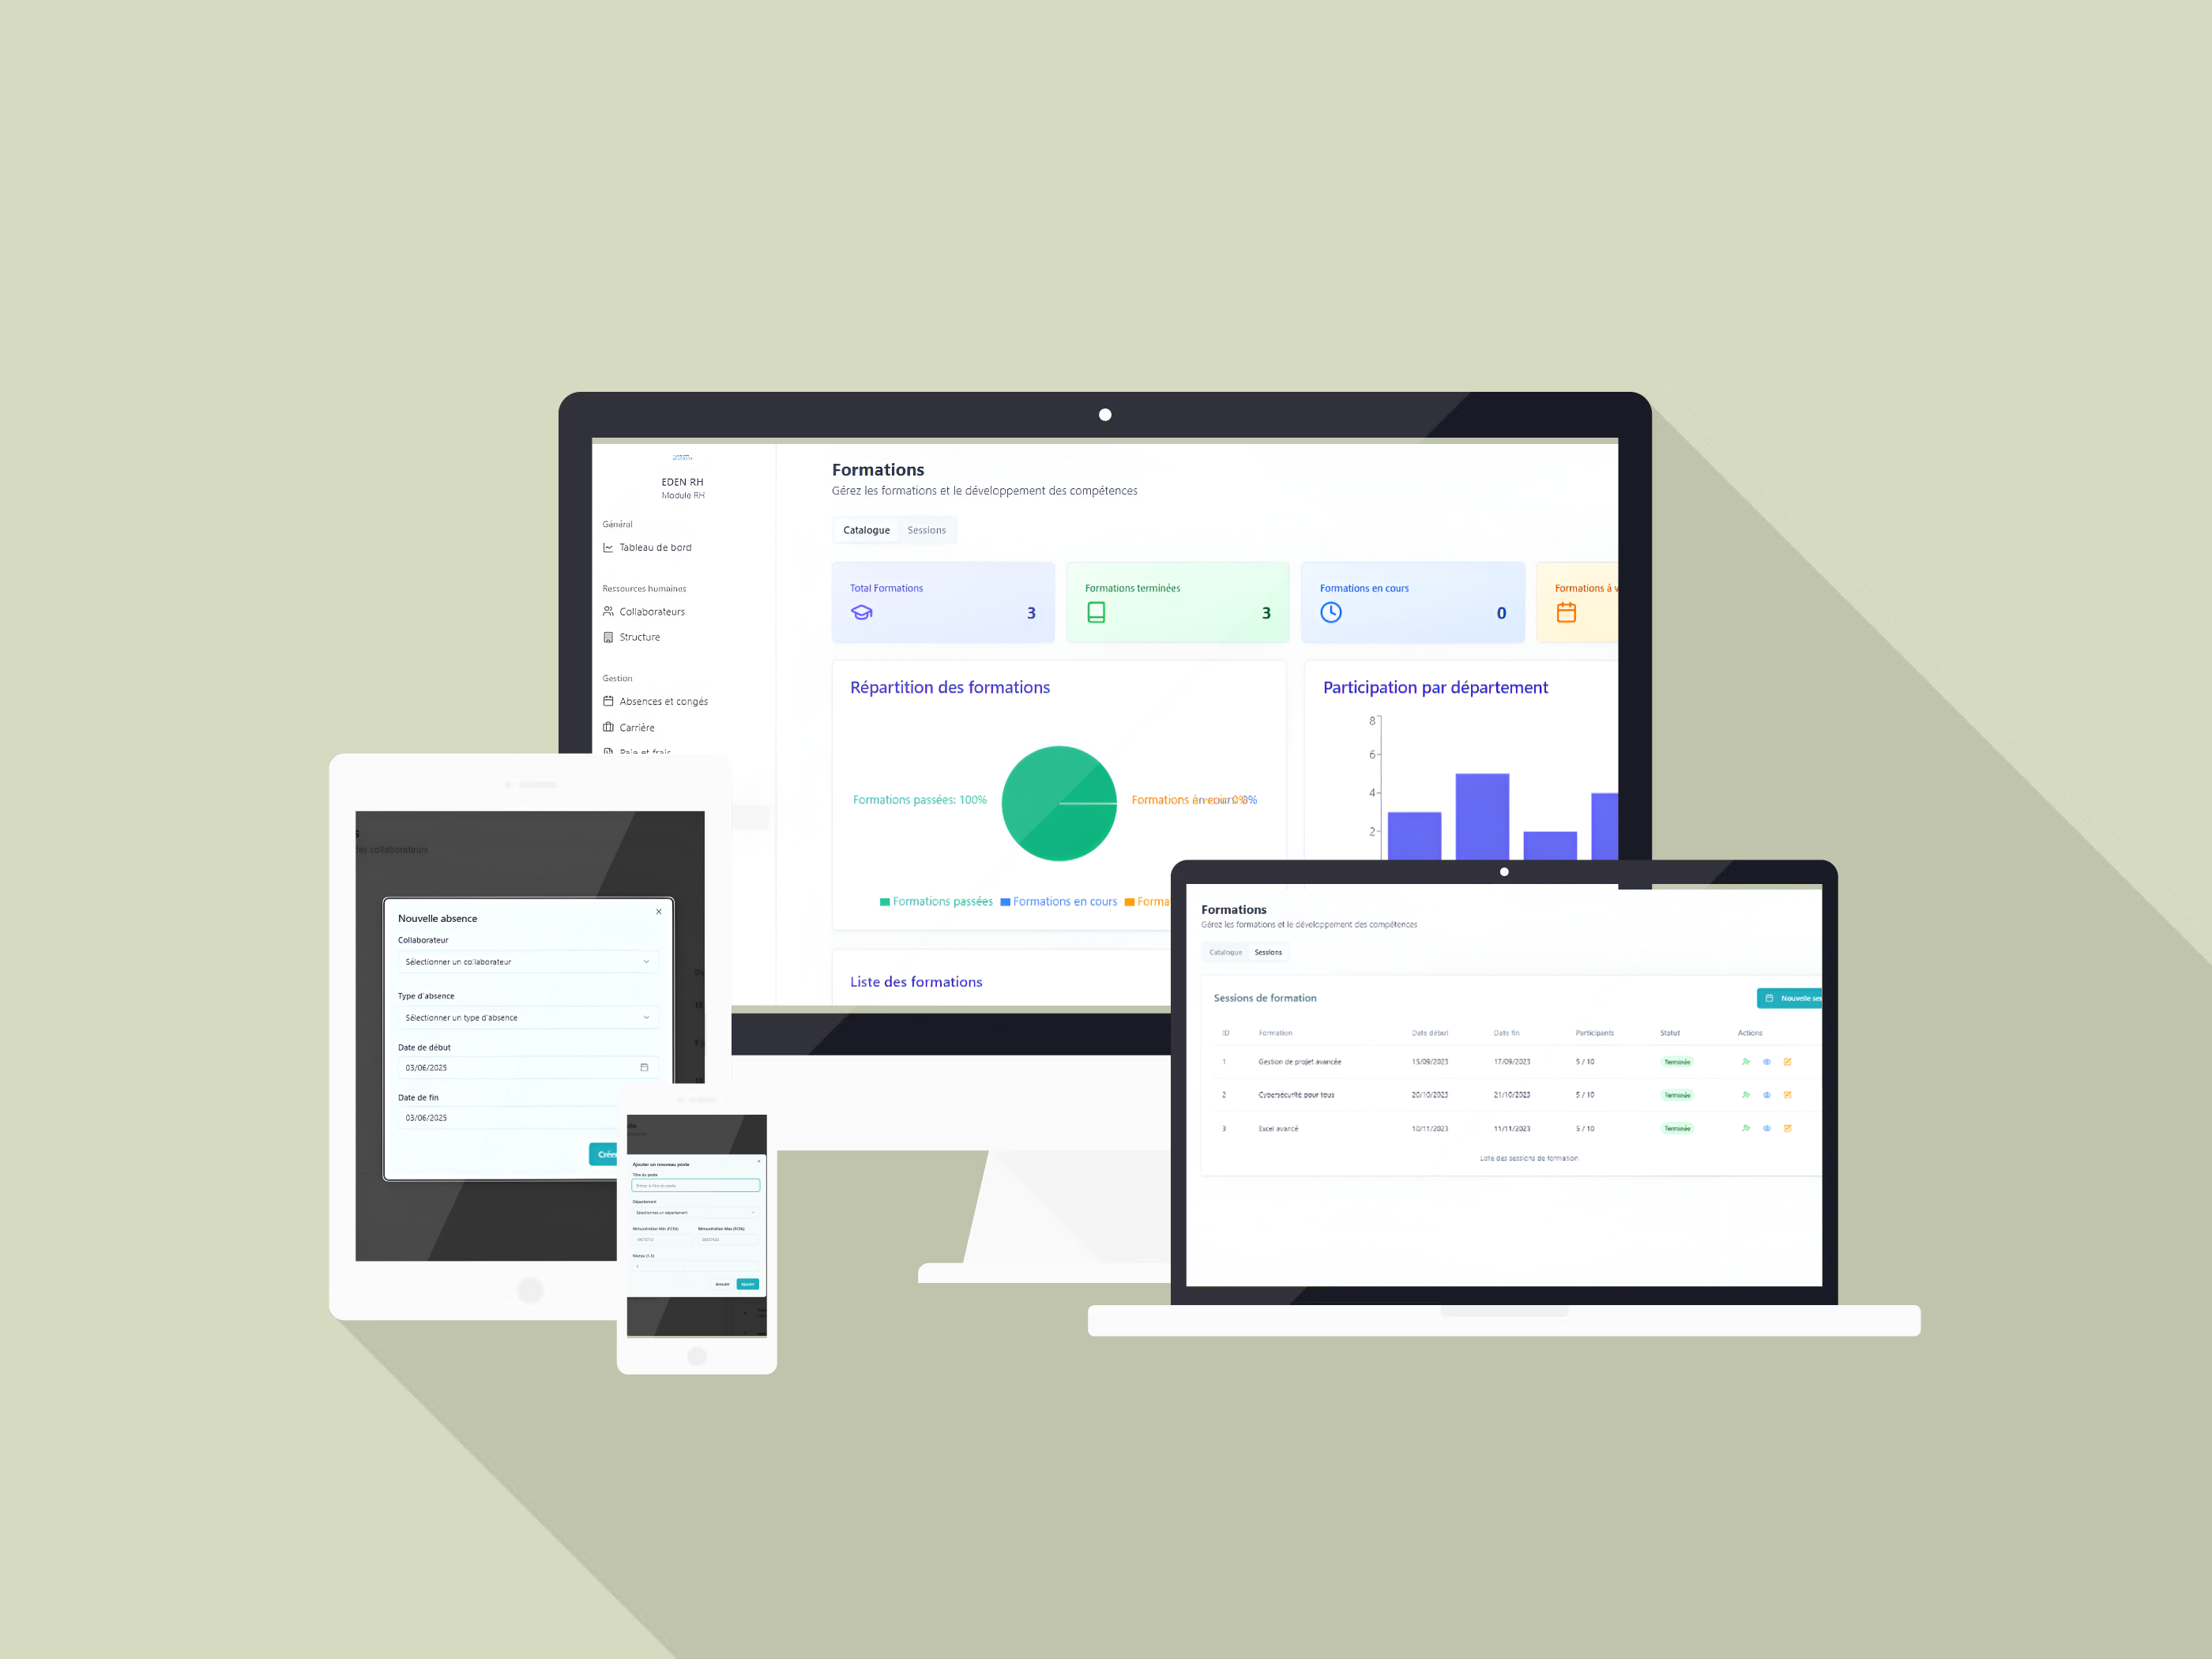 EDEN RH
Module RH
Général
Tableau de bord
Ressources humaines
Collaborateurs
Structure
Gestion
Absences et congés
Carrière
Paie et frais
Formations
Gérez les formations et le développement des compétences
Catalogue Sessions
Total Formations
3
Formations terminées
3
Formations en cours
0
Formations à v
Répartition des formations
Formations passées: 100%
Formations
Formations passées Formations en cours Forma
Participation par département
8
6
4
2
Liste des formations
des collaborateurs
Nouvelle absence
Collaborateur
Sélectionner un collaborateur
Type d'absence
Sélectionner un type d'absence
Date de début
03/06/2025
Date de fin
03/06/2025
Créer
Ajouter un nouveau poste
Titre du poste
Entrez le titre du poste
Département
Sélectionnez un département
Rémunération Min (FCFA) Rémunération Max (FCFA)
Niveau (1-5)
Annuler Ajouter
Formations
Gérez les formations et le développement des compétences
Catalogue Sessions
Sessions de formation
Nouvelle ses
ID Formation Date début Date fin Participants Statut Actions
1 Gestion de projet avancée 15/09/2023 17/09/2023 5 / 10 Terminée
2 Cybersécurité pour tous 20/10/2023 21/10/2023 5 / 10 Terminée
3 Excel avancé 10/11/2023 11/11/2023 5 / 10 Terminée
Liste des sessions de formation